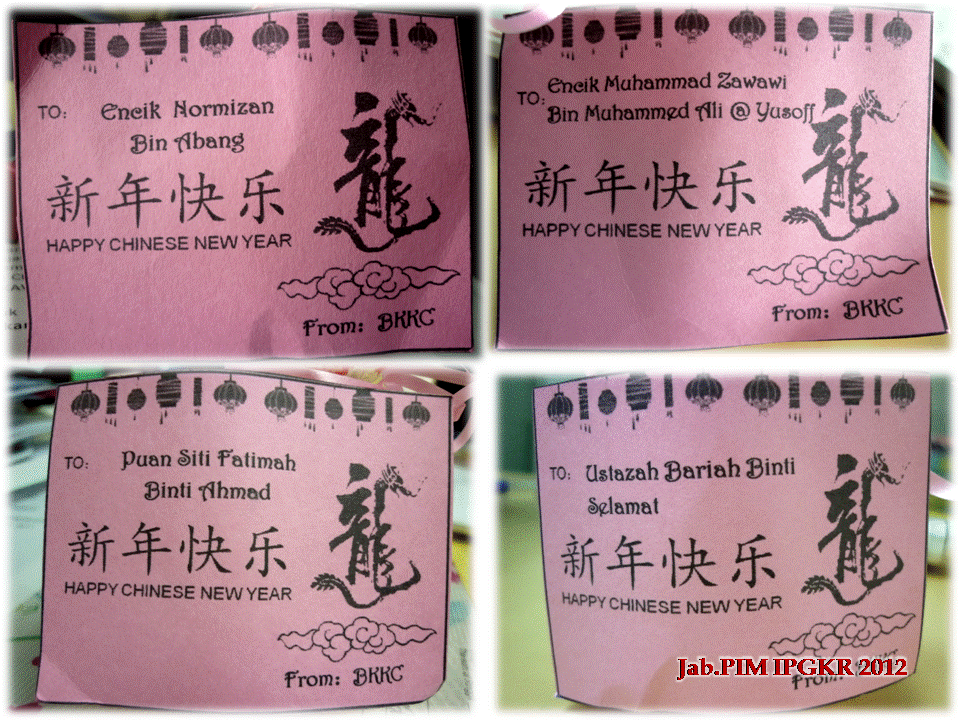 TO: Encik Normizan
Bin Abang
新年快乐
龍
HAPPY CHINESE NEW YEAR
From: BKKC
TO: Encik Muhammad Zawawi
Bin Muhammed Ali @ Yusoff
新年快乐
龍
HAPPY CHINESE NEW YEAR
From: BKKC
TO: Puan Siti Fatimah
Binti Ahmad
新年快乐
龍
HAPPY CHINESE NEW YEAR
From: BKKC
TO: Ustazah Bariah Binti
Selamat
新年快乐
龍
HAPPY CHINESE NEW YEAR
From:
Jab.PIM IPGKR 2012